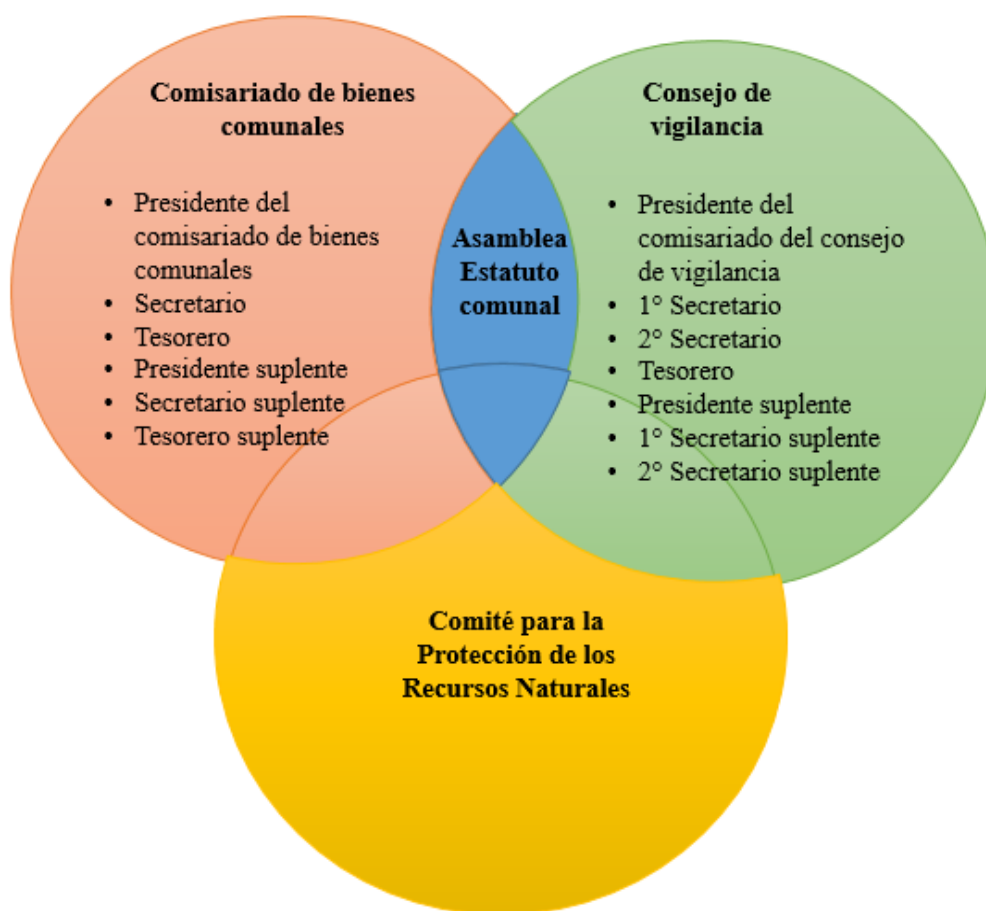 Comisariado de bienes
comunales
• Presidente del
comisariado de bienes
comunales
• Secretario
• Tesorero
• Presidente suplente
• Secretario suplente
• Tesorero suplente
Asamblea
Estatuto
comunal
Consejo de
vigilancia
• Presidente del
comisariado del consejo
de vigilancia
• 1° Secretario
• 2° Secretario
• Tesorero
• Presidente suplente
• 1° Secretario suplente
• 2° Secretario suplente
Comité para la
Protección de los
Recursos Naturales